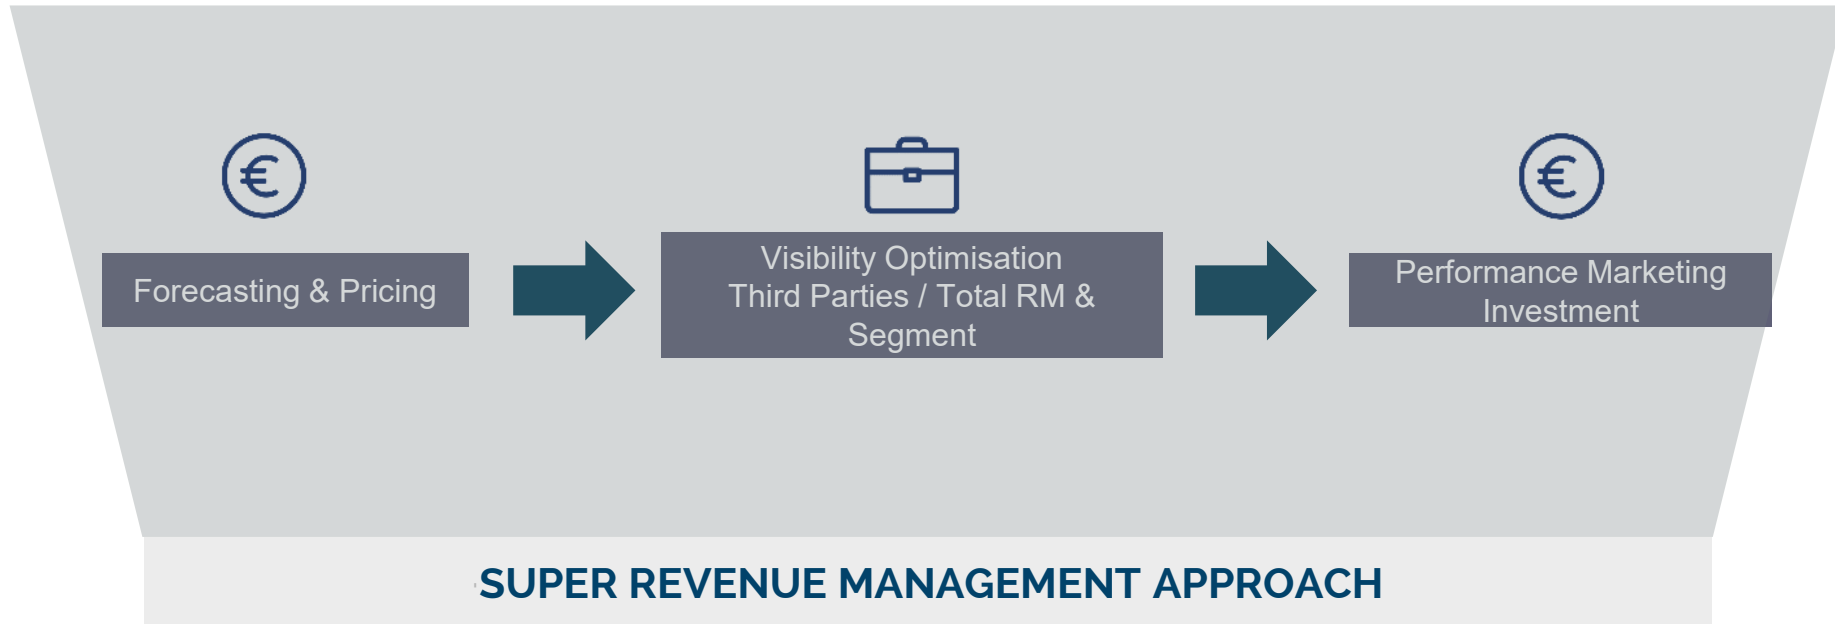 €
€
Forecasting & Pricing
Visibility Optimisation
Third Parties / Total RM &
Segment
Performance Marketing
Investment
SUPER REVENUE MANAGEMENT APPROACH